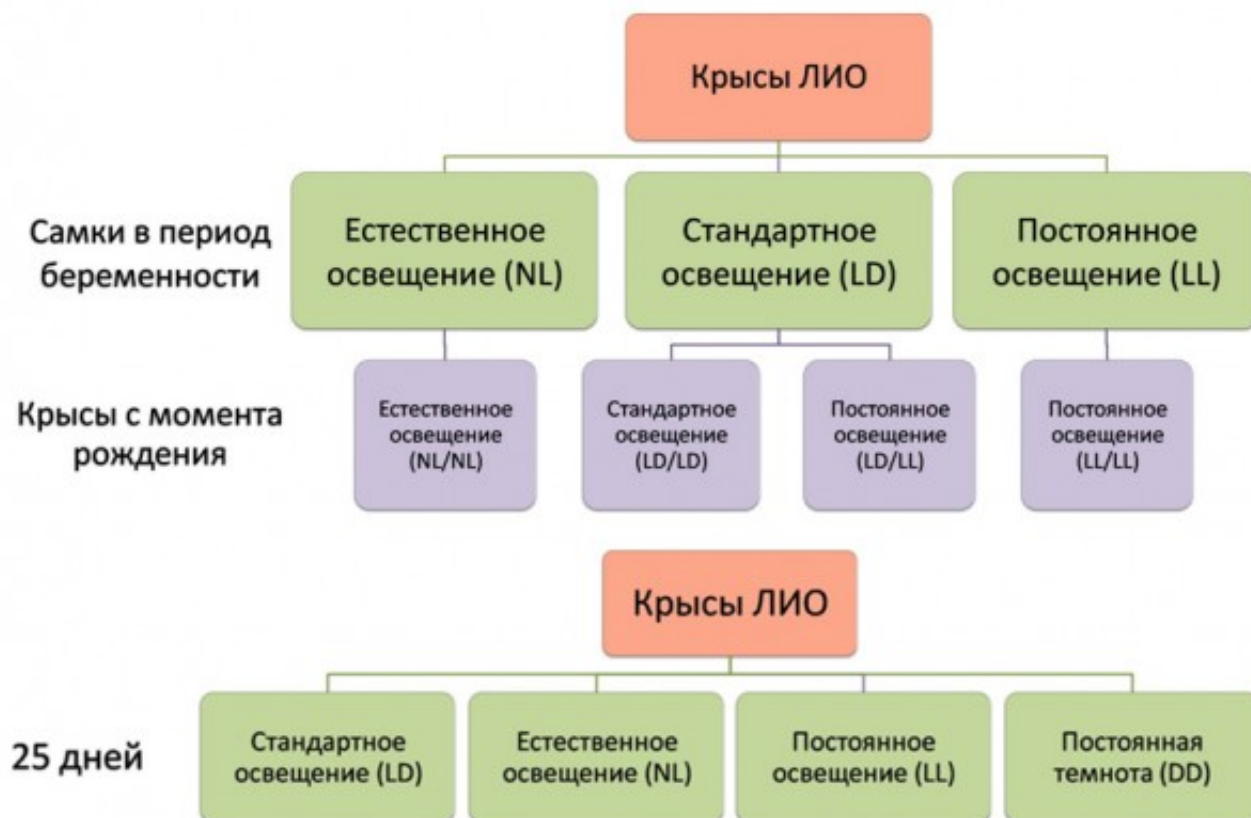 Крысы ЛИО
Самки в период
беременности
Естественное
освещение (NL)
Стандартное
освещение (LD)
Постоянное
освещение (LL)
Крысы с момента
рождения
Естественное
освещение
(NL/NL)
Стандартное
освещение
(LD/LD)
Постоянное
освещение
(LD/LL)
Постоянное
освещение
(LL/LL)
Крысы ЛИО
25 дней
Стандартное
освещение (LD)
Естественное
освещение (NL)
Постоянное
освещение (LL)
Постоянная
темнота (DD)